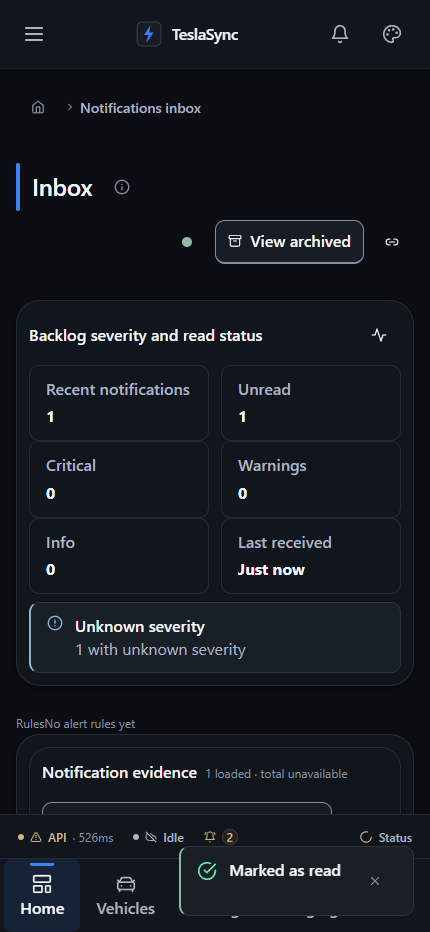 TeslaSync
Notifications inbox
Inbox
View archived
Backlog severity and read status
Recent notifications
1
Unread
1
Critical
0
Warnings
0
Info
0
Last received
Just now
Unknown severity
1 with unknown severity
RulesNo alert rules yet
Notification evidence 1 loaded · total unavailable
API · 526ms Idle 2 Status
Marked as read
Home Vehicles